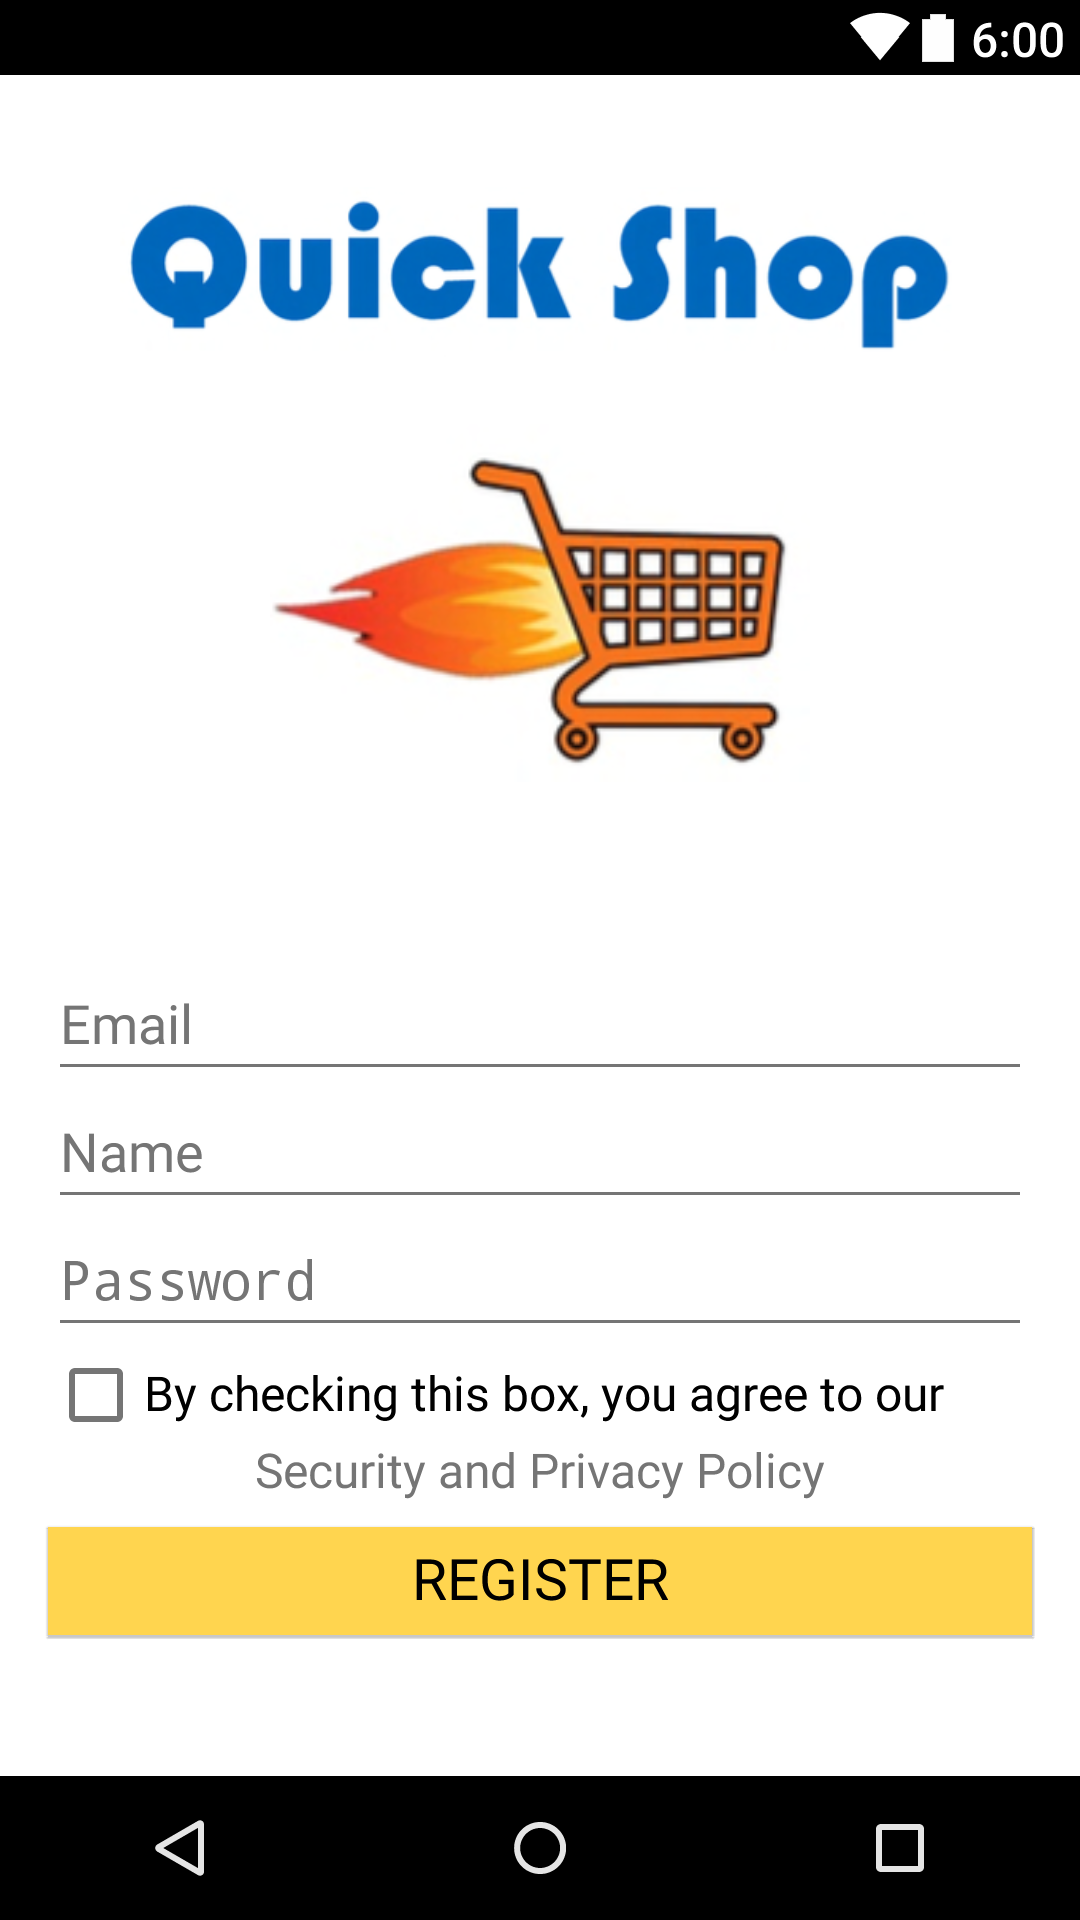 6:00
Quick Shop
Email
Name
Password
By checking this box, you agree to our
Security and Privacy Policy
REGISTER